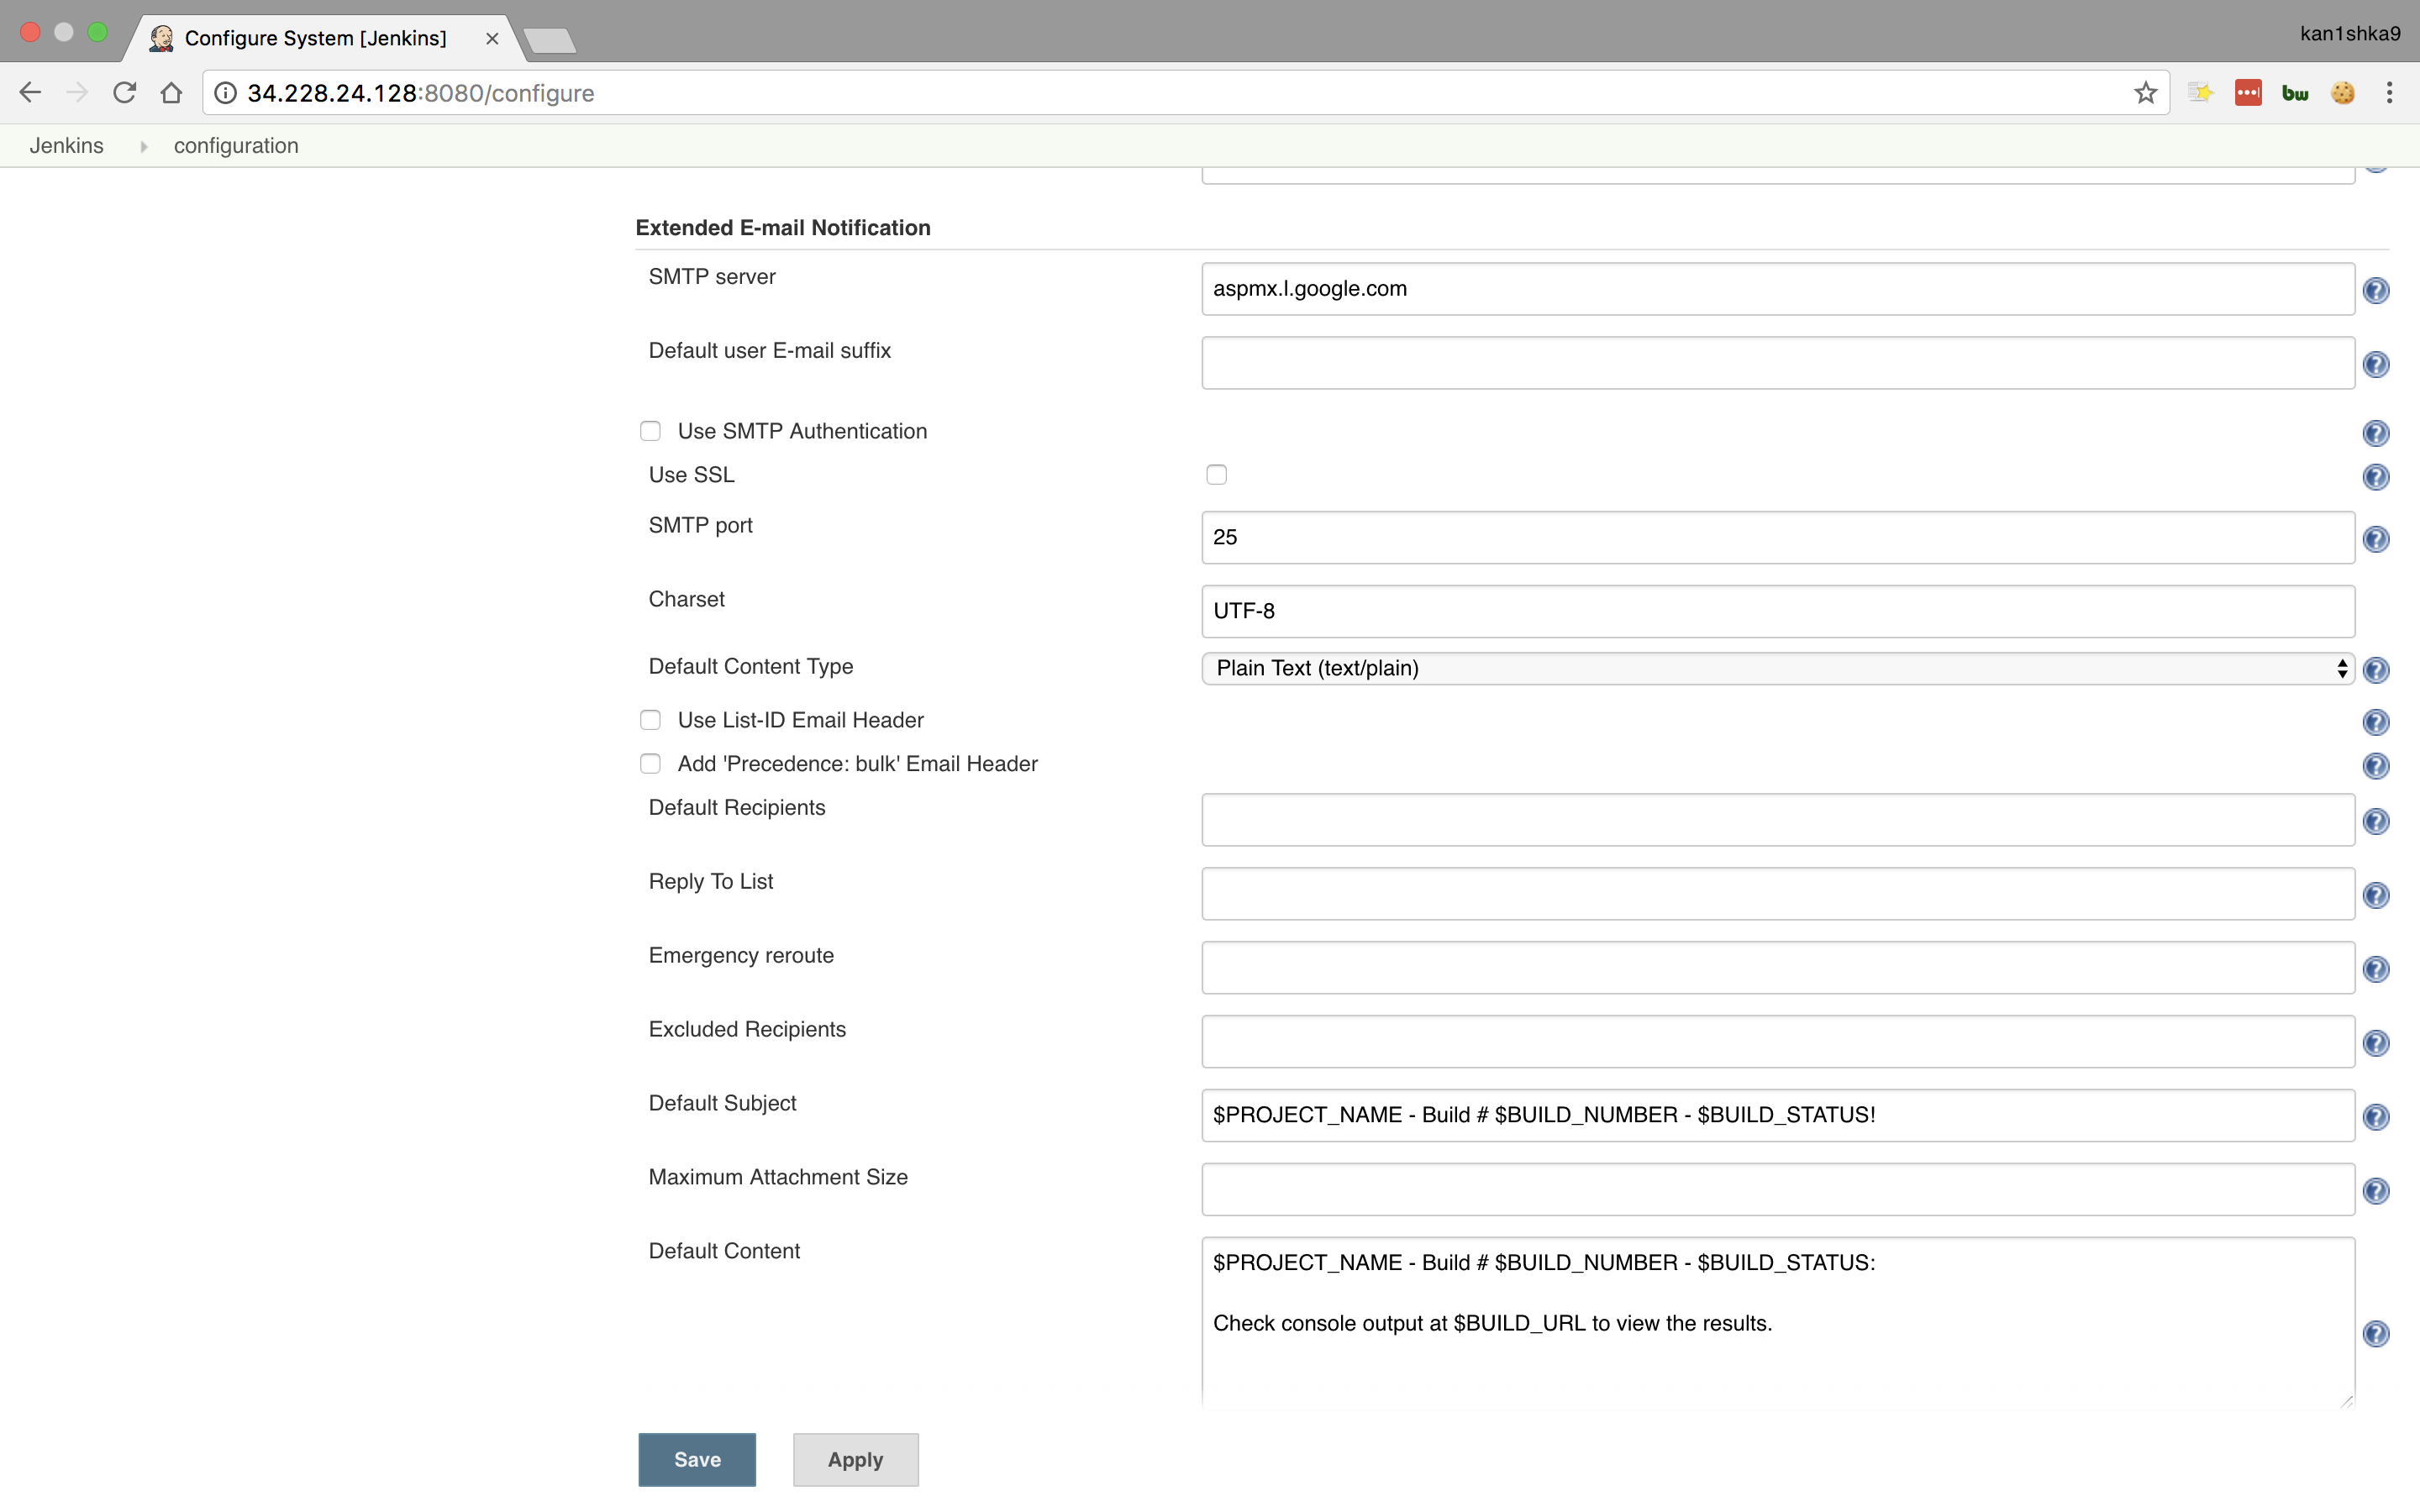 Configure System [Jenkins]
kan1shka9
34.228.24.128:8080/configure
bw
Jenkins configuration
Extended E-mail Notification
SMTP server
aspmx.l.google.com
Default user E-mail suffix
Use SMTP Authentication
Use SSL
SMTP port
25
Charset
UTF-8
Default Content Type
Plain Text (text/plain)
Use List-ID Email Header
Add 'Precedence: bulk' Email Header
Default Recipients
Reply To List
Emergency reroute
Excluded Recipients
Default Subject
$PROJECT_NAME - Build # $BUILD_NUMBER - $BUILD_STATUS!
Maximum Attachment Size
Default Content
$PROJECT_NAME - Build # $BUILD_NUMBER - $BUILD_STATUS:
Check console output at $BUILD_URL to view the results.
Save Apply